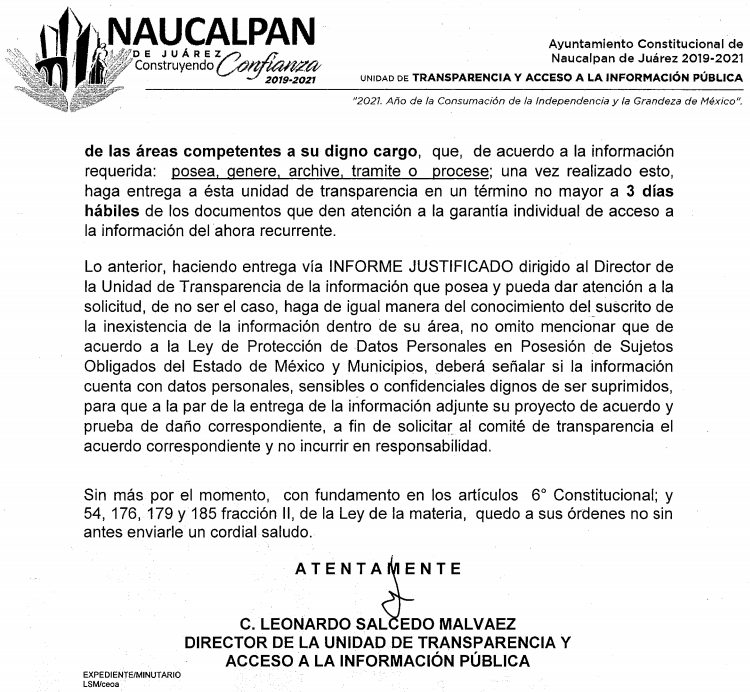 NAUCALPAN
DE JUÁREZ
Construyendo Confianza
2019-2021
Ayuntamiento Constitucional de
Naucalpan de Juárez 2019-2021
UNIDAD DE TRANSPARENCIA Y ACCESO A LA INFORMACIÓN PÚBLICA
"2021. Año de la Consumación de la Independencia y la Grandeza de México".
de las áreas competentes a su digno cargo, que, de acuerdo a la información
requerida: posea, genere, archive, tramite o procese; una vez realizado esto,
haga entrega a ésta unidad de transparencia en un término no mayor a 3 días
hábiles de los documentos que den atención a la garantía individual de acceso a
la información del ahora recurrente.
Lo anterior, haciendo entrega vía INFORME JUSTIFICADO dirigido al Director de
la Unidad de Transparencia de la información que posea y pueda dar atención a la
solicitud, de no ser el caso, haga de igual manera del conocimiento del suscrito de
la inexistencia de la información dentro de su área, no omito mencionar que de
acuerdo a la Ley de Protección de Datos Personales en Posesión de Sujetos
Obligados del Estado de México y Municipios, deberá señalar si la información
cuenta con datos personales, sensibles o confidenciales dignos de ser suprimidos,
para que a la par de la entrega de la información adjunte su proyecto de acuerdo y
prueba de daño correspondiente, a fin de solicitar al comité de transparencia el
acuerdo correspondiente y no incurrir en responsabilidad.
Sin más por el momento, con fundamento en los artículos 6° Constitucional; y
54, 176, 179 y 185 fracción II, de la Ley de la materia, quedo a sus órdenes no sin
antes enviarle un cordial saludo.
ATENTAMENTE
C. LEONARDO SALCEDO MALVAEZ
DIRECTOR DE LA UNIDAD DE TRANSPARENCIA Y
ACCESO A LA INFORMACIÓN PÚBLICA
EXPEDIENTE/MINUTARIO
LSM/ceoa